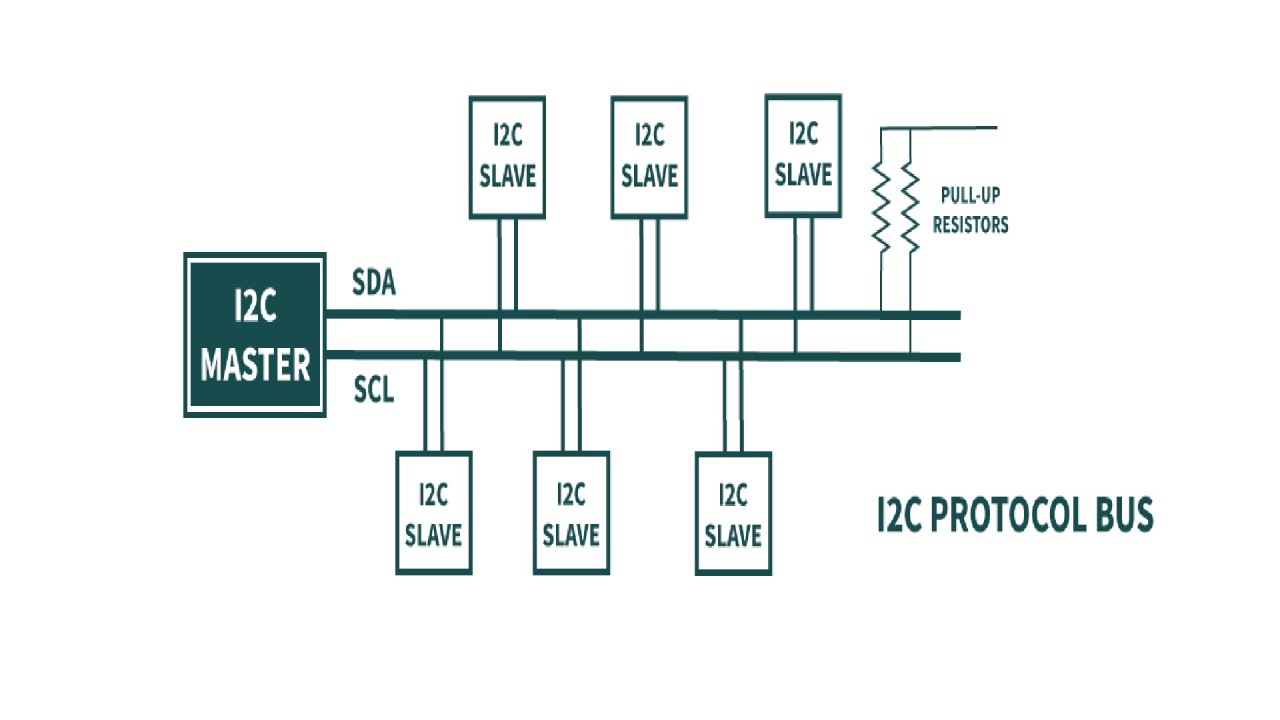 I2C
SLAVE
I2C
SLAVE
I2C
SLAVE
PULL-UP
RESISTORS
SDA
I2C
MASTER
SCL
I2C
SLAVE
I2C
SLAVE
I2C
SLAVE
I2C PROTOCOL BUS